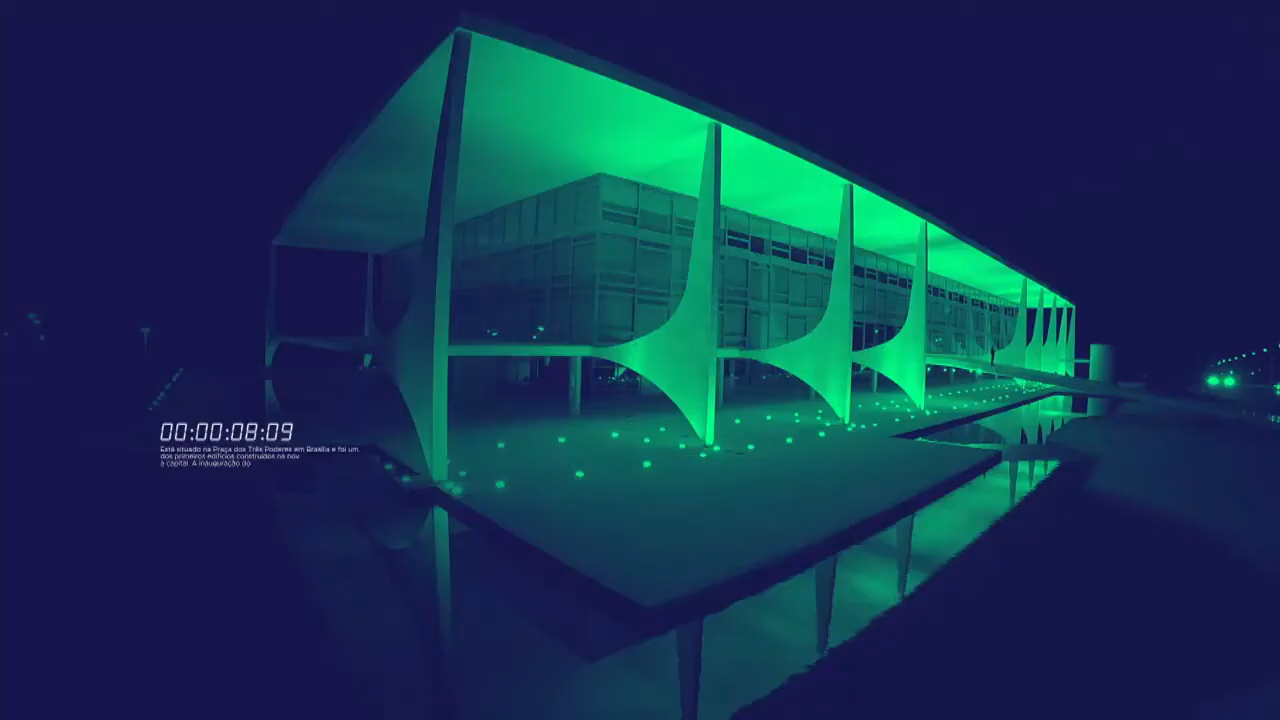 00:00:08:09
Está situado na Praça dos Três Poderes em Brasília e foi um
dos primeiros edifícios construídos na nov
a capital. A inauguração do